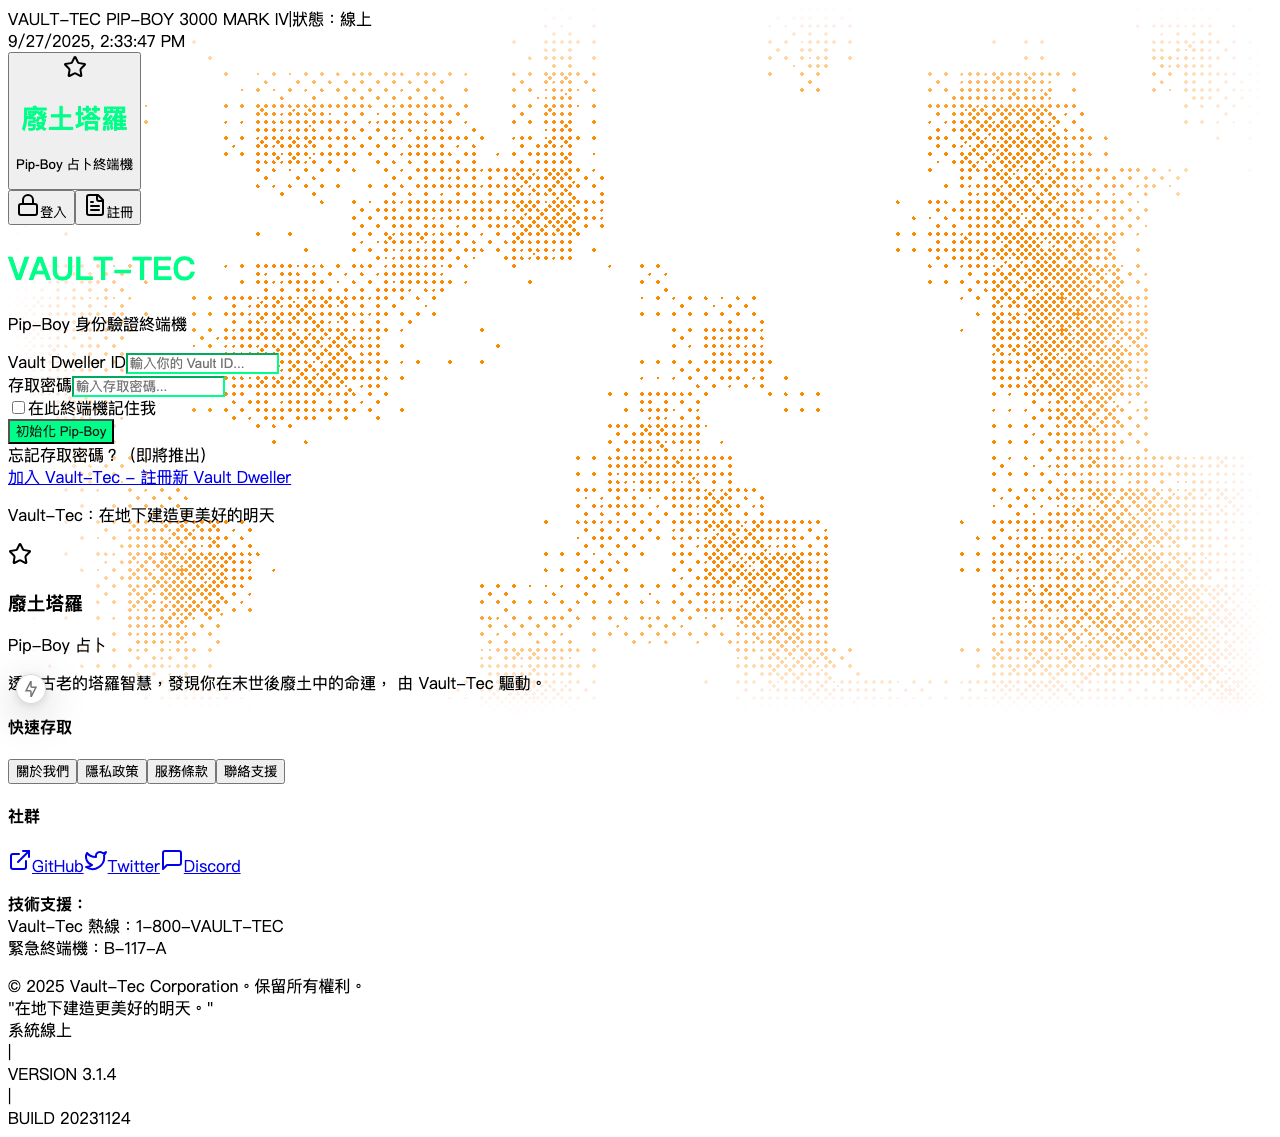 VAULT-TEC PIP-BOY 3000 MARK IV|狀態：線上
9/27/2025, 2:33:47 PM
廢土塔羅
Pip-Boy 占卜終端機
登入 註冊
VAULT-TEC
Pip-Boy 身份驗證終端機
Vault Dweller ID 輸入你的 Vault ID...
存取密碼 輸入存取密碼...
在此終端機記住我
初始化 Pip-Boy
忘記存取密碼？（即將推出）
加入 Vault-Tec - 註冊新 Vault Dweller
Vault-Tec：在地下建造更美好的明天
廢土塔羅
Pip-Boy 占卜
透古老的塔羅智慧，發現你在末世後廢土中的命運， 由 Vault-Tec 驅動。
快速存取
關於我們 隱私政策 服務條款 聯絡支援
社群
GitHub Twitter Discord
技術支援：
Vault-Tec 熱線：1-800-VAULT-TEC
緊急終端機：B-117-A
© 2025 Vault-Tec Corporation。保留所有權利。
"在地下建造更美好的明天。"
系統線上
|
VERSION 3.1.4
|
BUILD 20231124